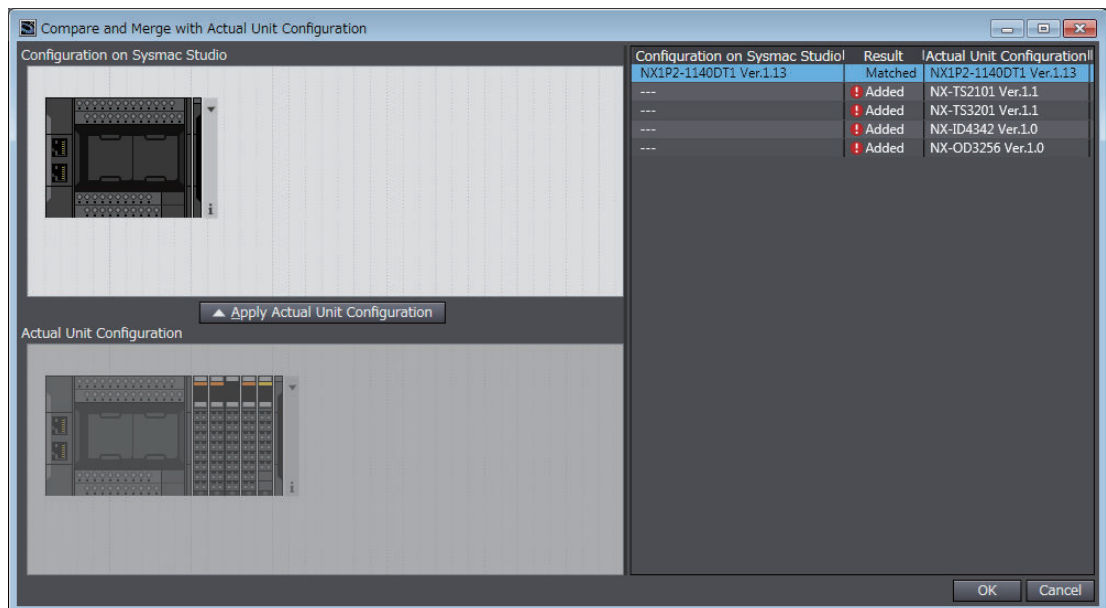 Compare and Merge with Actual Unit Configuration
Configuration on Sysmac Studio
Apply Actual Unit Configuration
Actual Unit Configuration
Configuration on Sysmac Studio Result Actual Unit Configuration
NX1P2-1140DT1 Ver.1.13 Matched NX1P2-1140DT1 Ver.1.13
--- Added NX-TS2101 Ver.1.1
--- Added NX-TS3201 Ver.1.1
--- Added NX-ID4342 Ver.1.0
--- Added NX-OD3256 Ver.1.0
OK Cancel